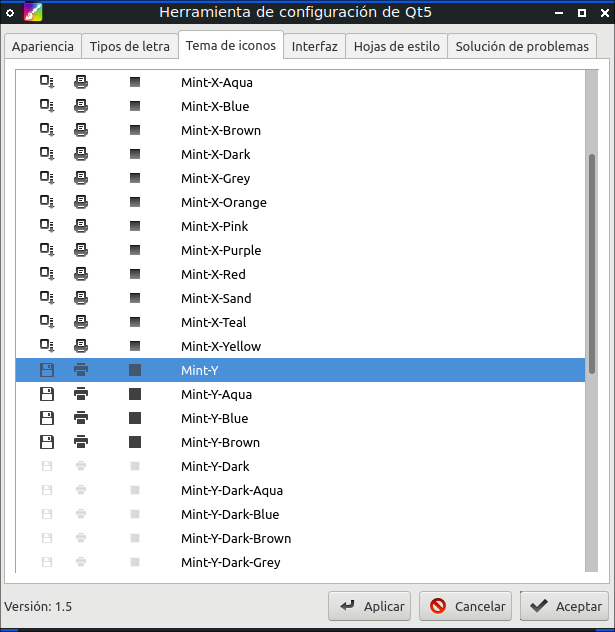 Herramienta de configuración de Qt5
Apariencia Tipos de letra Tema de iconos Interfaz Hojas de estilo Solución de problemas
Mint-X-Aqua
Mint-X-Blue
Mint-X-Brown
Mint-X-Dark
Mint-X-Grey
Mint-X-Orange
Mint-X-Pink
Mint-X-Purple
Mint-X-Red
Mint-X-Sand
Mint-X-Teal
Mint-X-Yellow
Mint-Y
Mint-Y-Aqua
Mint-Y-Blue
Mint-Y-Brown
Mint-Y-Dark
Mint-Y-Dark-Aqua
Mint-Y-Dark-Blue
Mint-Y-Dark-Brown
Mint-Y-Dark-Grey
Versión: 1.5 Aplicar Cancelar Aceptar